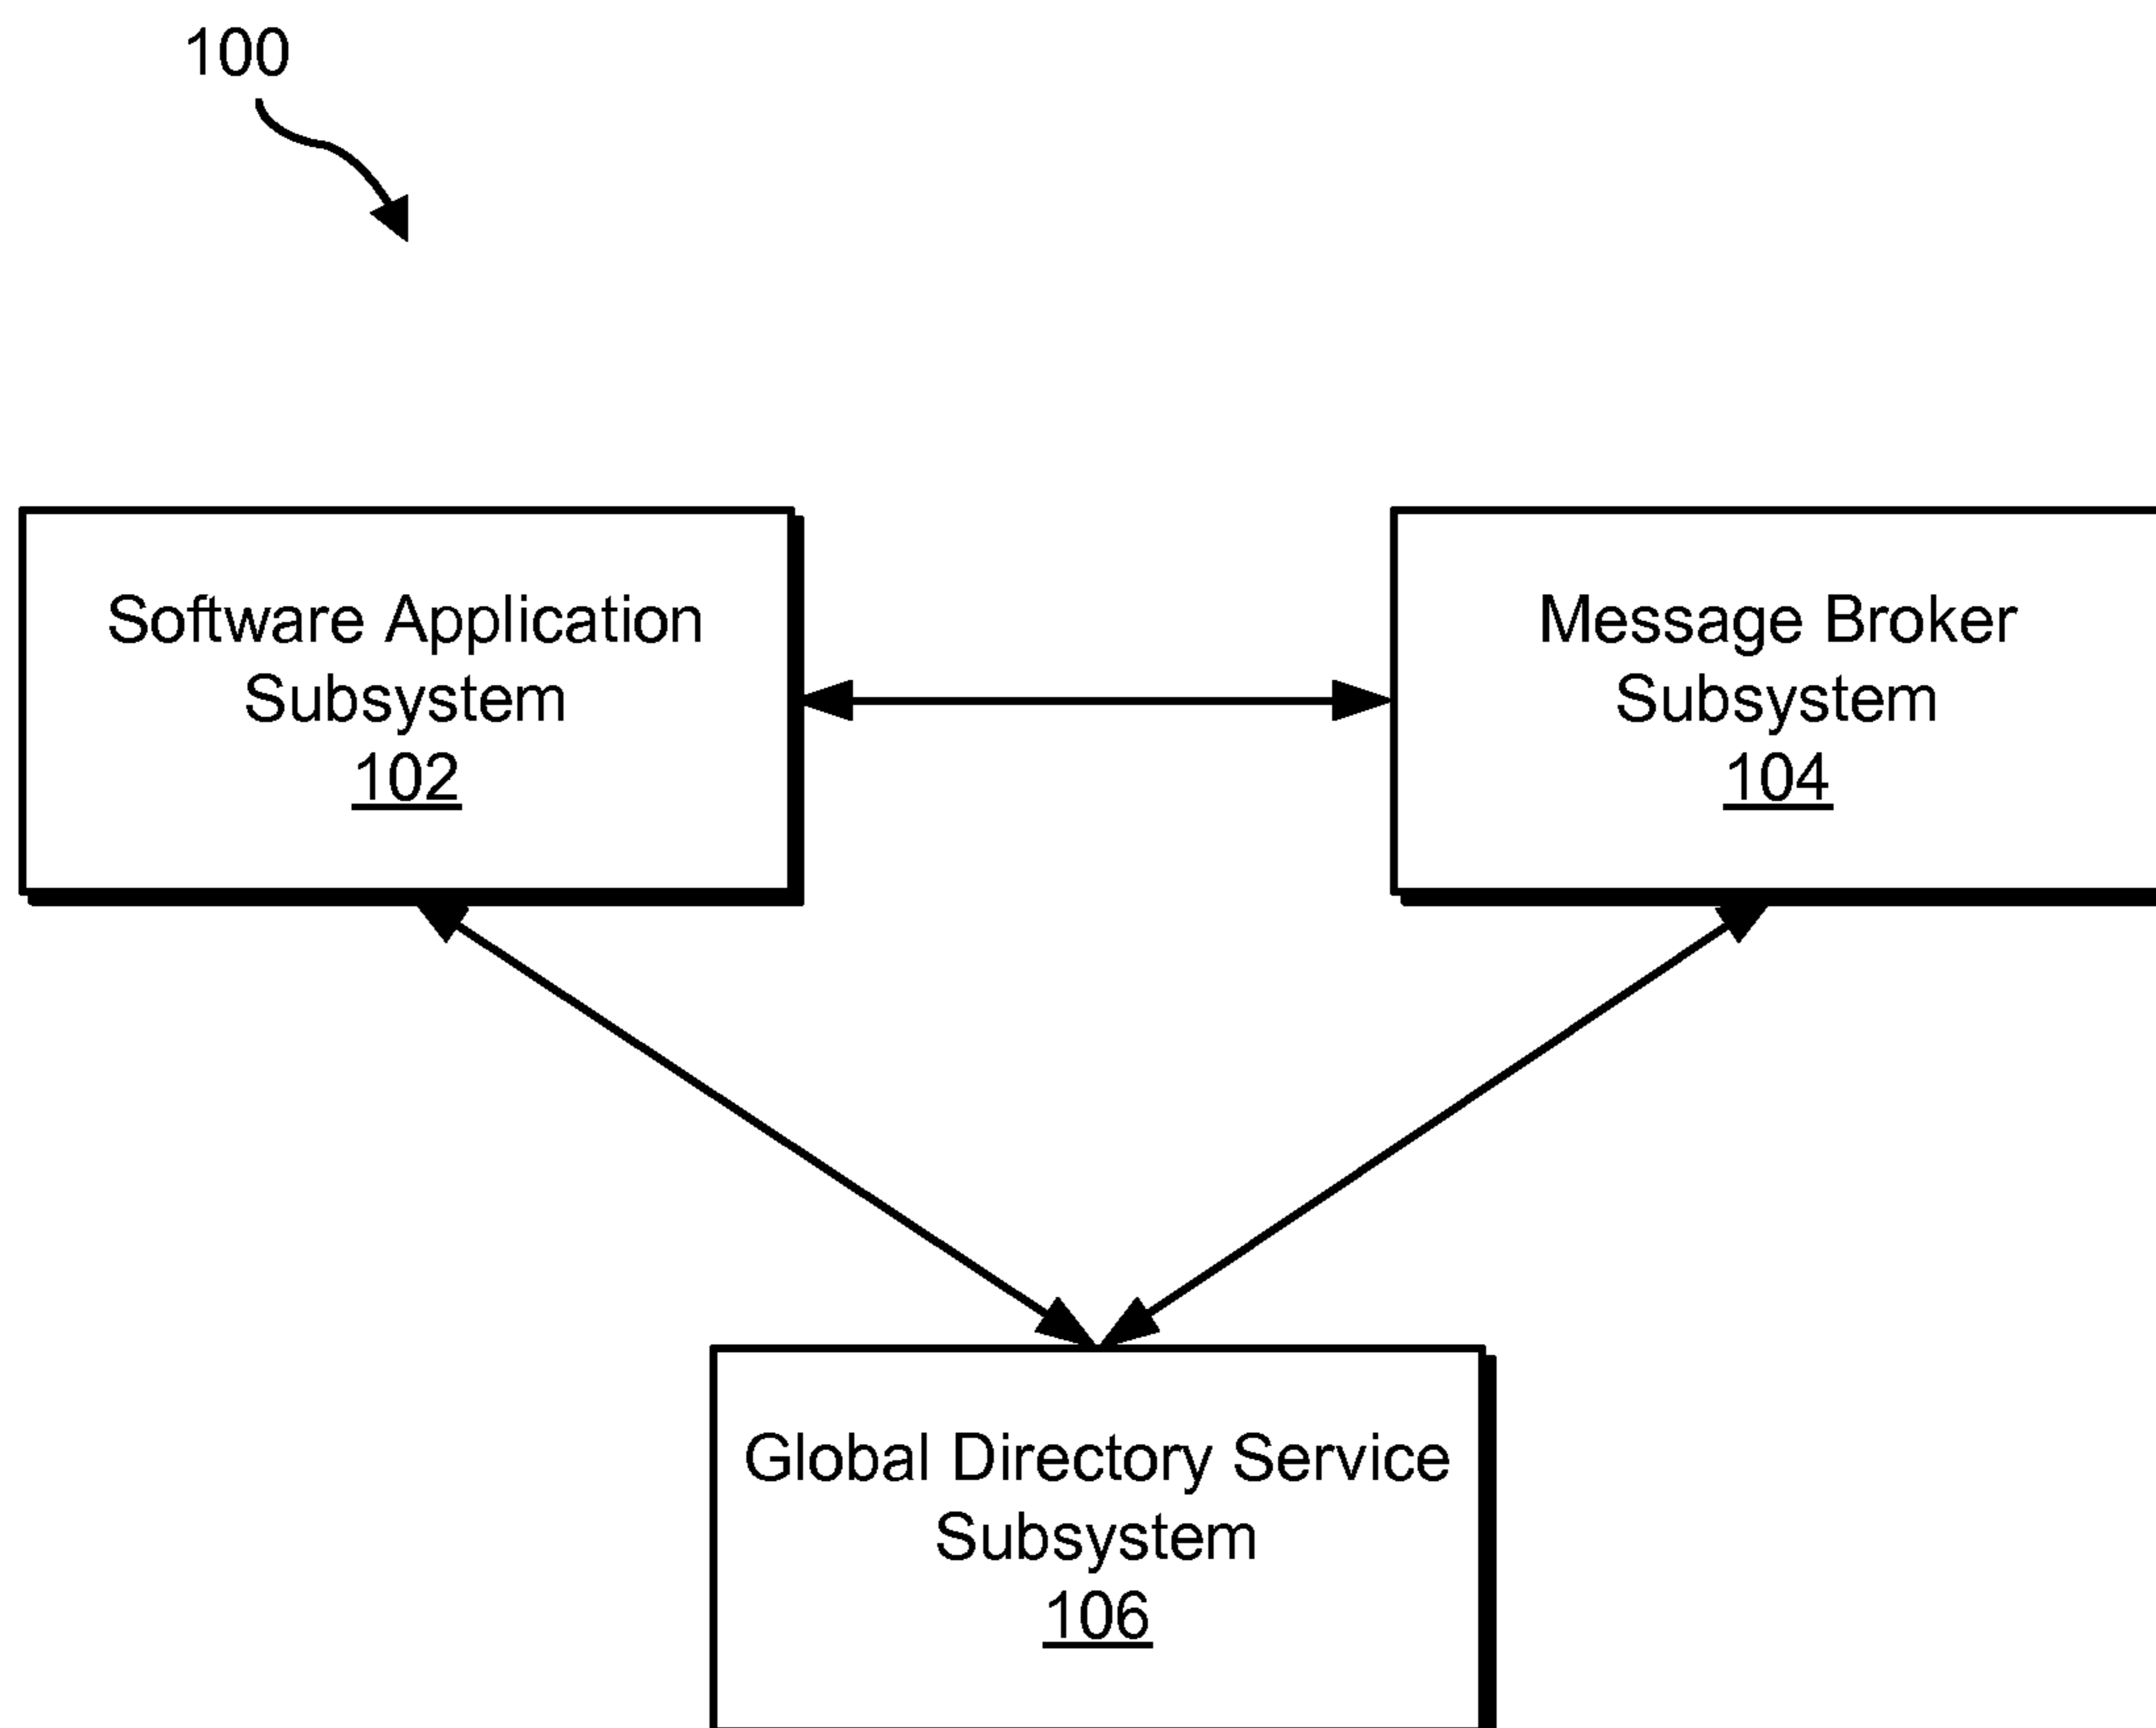 100
Software Application
Subsystem
102
Message Broker
Subsystem
104
Global Directory Service
Subsystem
106